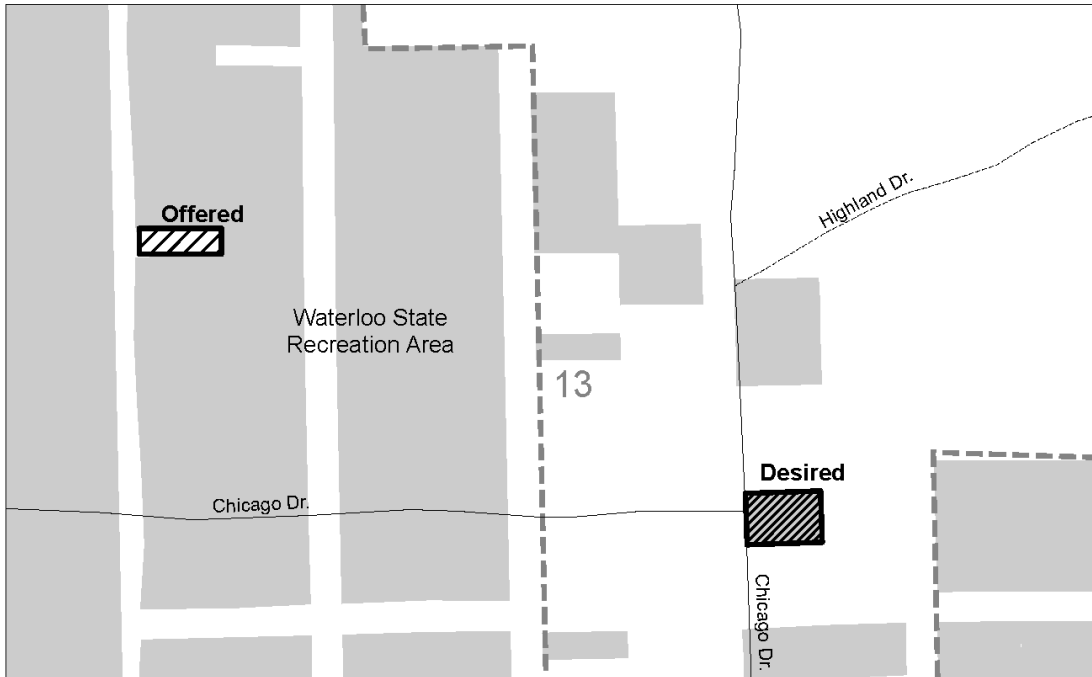 Highland Dr.
Offered
Waterloo State
Recreation Area
13
Desired
Chicago Dr.
Chicago Dr.